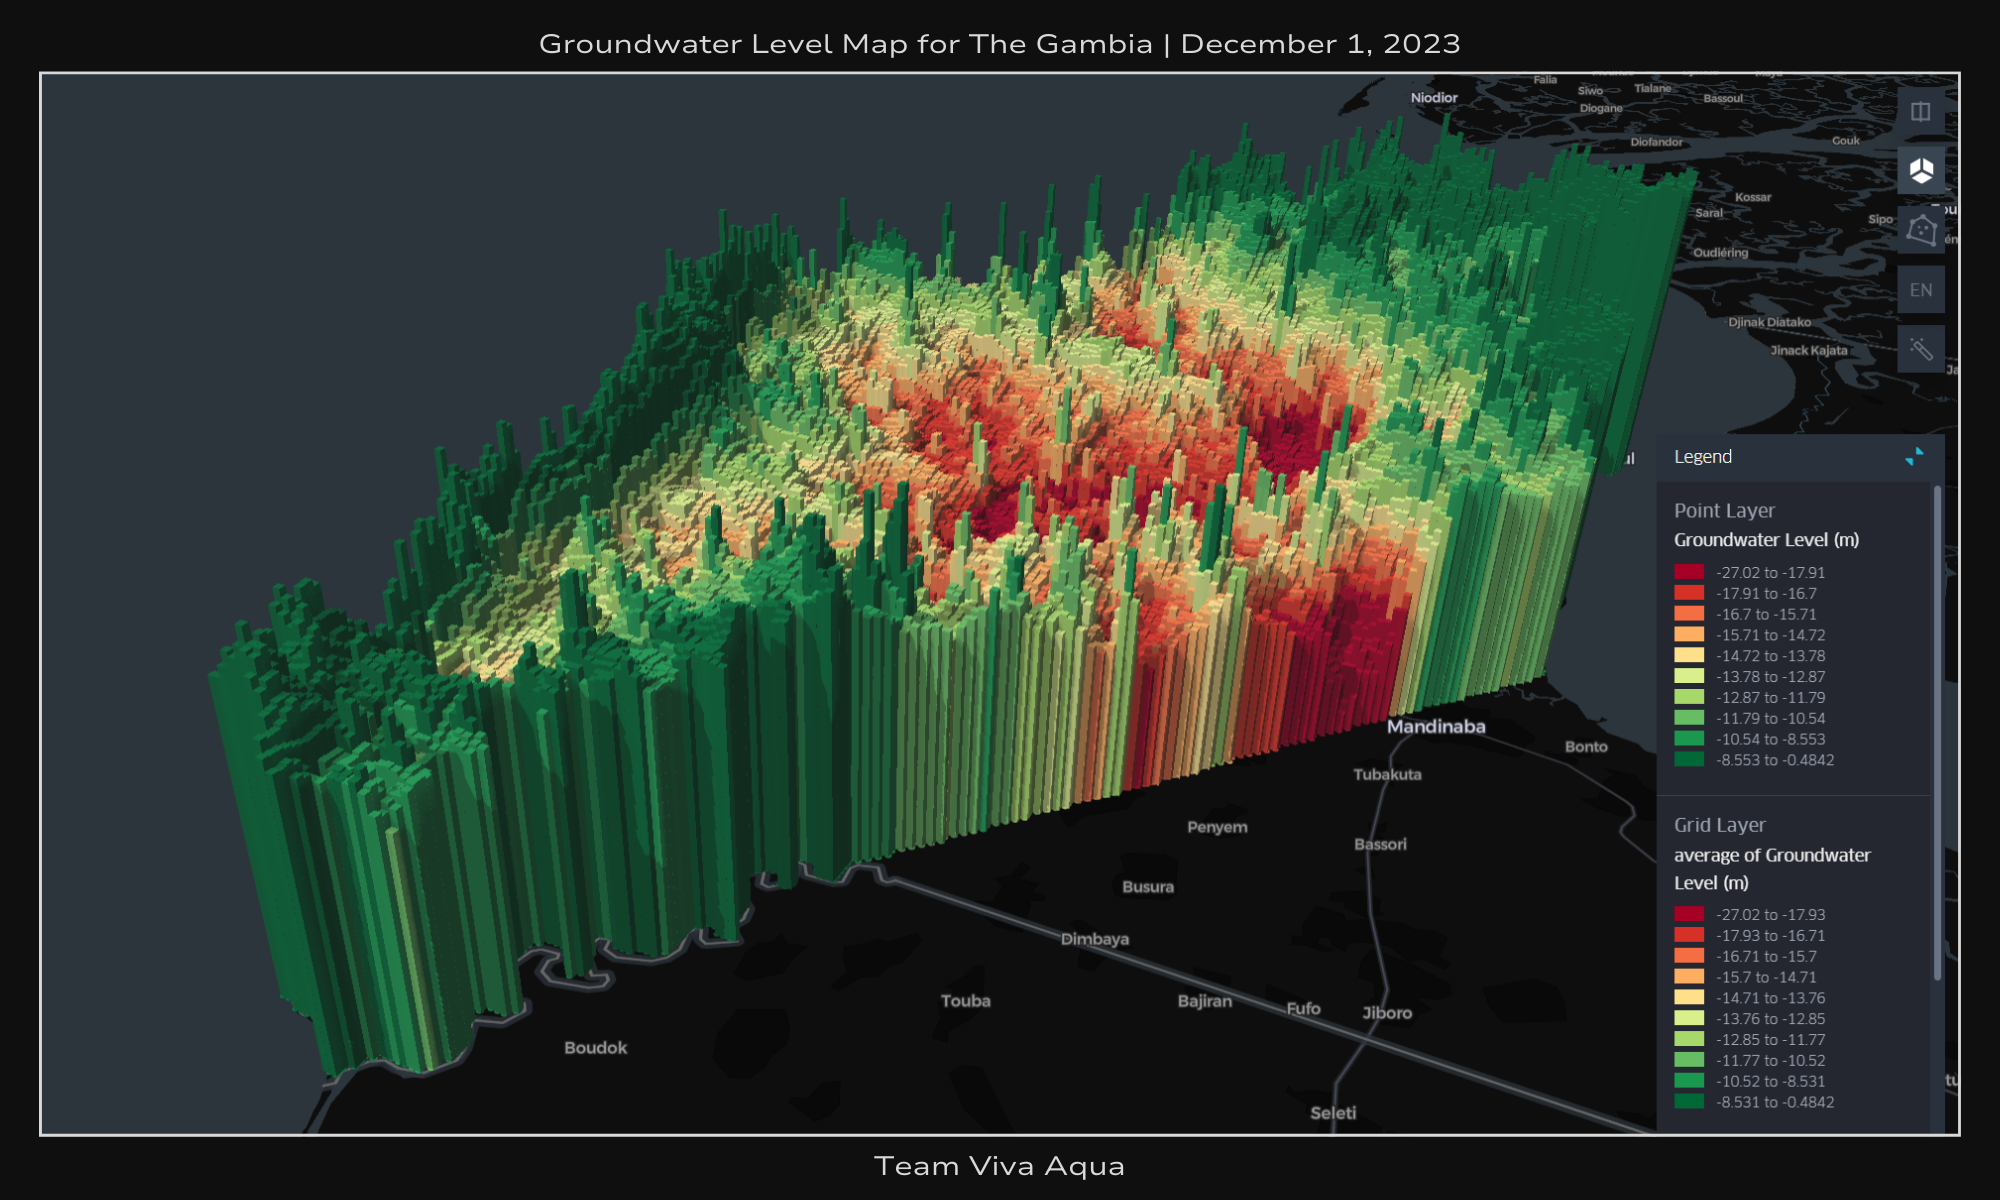 Groundwater Level Map for The Gambia | December 1, 2023
Falia
Siwo
Tialane
Niodior
Bassoul
Diogane
Diofandor
Gouk
Kossar
Saral
Sipo
Oudiéring
EN
Djinak Diatako
Jinack Kajata
Legend
Point Layer
Groundwater Level (m)
-27.02 to -17.91
-17.91 to -16.7
-16.7 to -15.71
-15.71 to -14.72
-14.72 to -13.78
-13.78 to -12.87
-12.87 to -11.79
-11.79 to -10.54
-10.54 to -8.553
-8.553 to -0.4842
Grid Layer
average of Groundwater
Level (m)
-27.02 to -17.93
-17.93 to -16.71
-16.71 to -15.7
-15.7 to -14.71
-14.71 to -13.76
-13.76 to -12.85
-12.85 to -11.77
-11.77 to -10.52
-10.52 to -8.531
-8.531 to -0.4842
Mandinaba
Bonto
Tubakuta
Penyem
Bassori
Busura
Dimbaya
Touba
Bajiran
Fufo
Jiboro
Boudok
Seleti
Team Viva Aqua